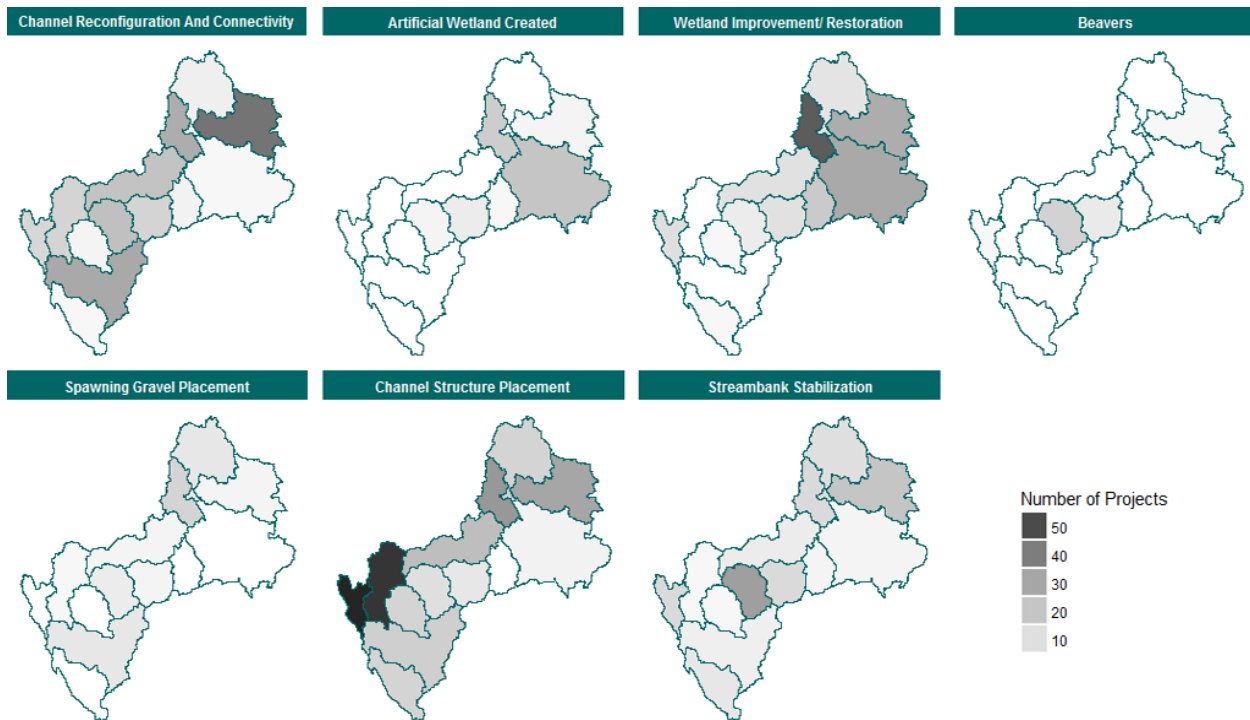 Channel Reconfiguration And Connectivity
Artificial Wetland Created
Wetland Improvement/ Restoration
Beavers
Spawning Gravel Placement
Channel Structure Placement
Streambank Stabilization
Number of Projects
50
40
30
20
10